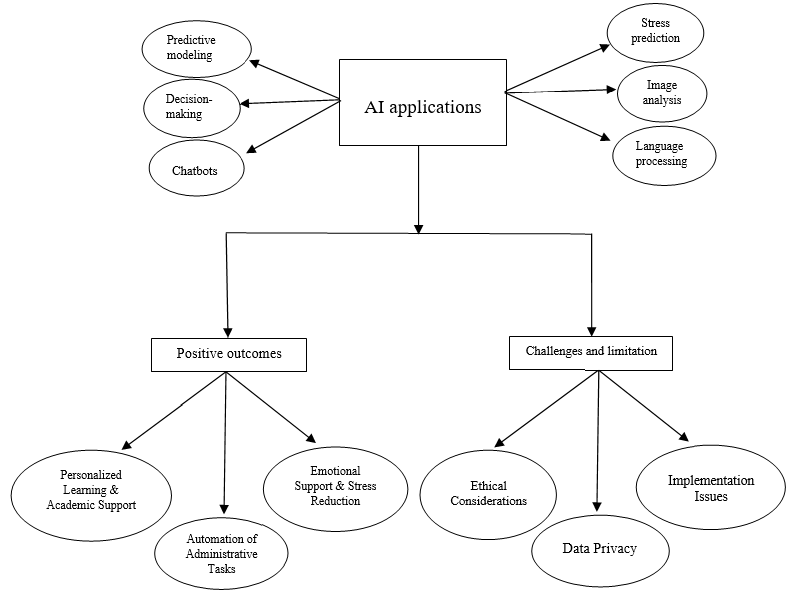 Predictive
modeling
Decision-
making
Chatbots
AI applications
Stress
prediction
Image
analysis
Language
processing
Positive outcomes
Challenges and limitation
Personalized
Learning &
Academic Support
Automation of
Administrative
Tasks
Emotional
Support & Stress
Reduction
Ethical
Considerations
Data Privacy
Implementation
Issues